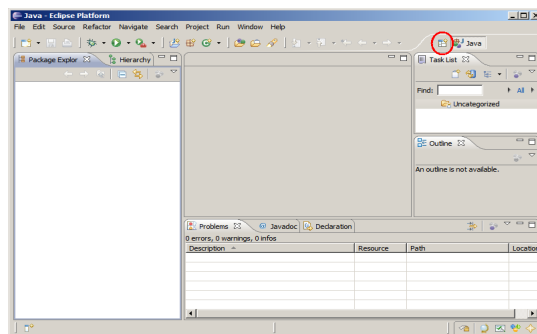 Java - Eclipse Platform
File Edit Source Refactor Navigate Search Project Run Window Help
Java
Package Explor Hierarchy
Task List
Find: All
Uncategorized
Outline
An outline is not available.
Problems @ Javadoc Declaration
0 errors, 0 warnings, 0 infos
Description Resource Path Location